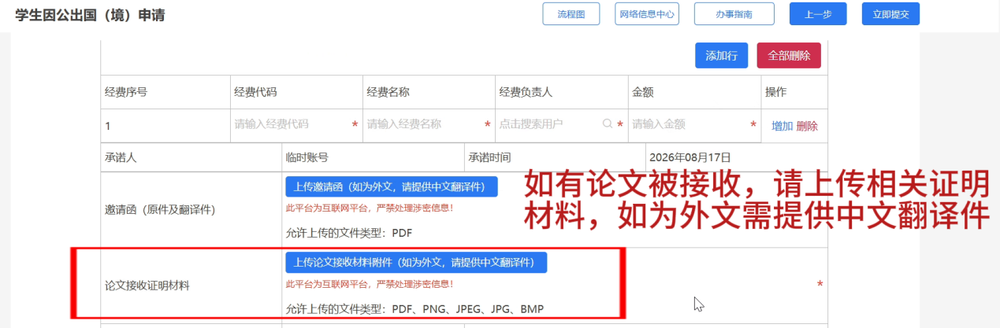 学生因公出国（境）申请
流程图 网络信息中心 办事指南 上一步 立即提交
添加行 全部删除
经费序号 经费代码 经费名称 经费负责人 金额 操作
1 请输入经费代码 * 请输入经费名称 * 点击搜索用户 * 请输入金额 * 增加 删除
承诺人 临时账号 承诺时间 2026年08月17日
上传邀请函（如为外文，请提供中文翻译件）
邀请函（原件及翻译件）
此平台为互联网平台，严禁处理涉密信息！
允许上传的文件类型：PDF
如有论文被接收，请上传相关证明
材料，如为外文需提供中文翻译件
上传论文接收材料附件（如为外文，请提供中文翻译件）
论文接收证明材料
此平台为互联网平台，严禁处理涉密信息！
*
允许上传的文件类型：PDF、PNG、JPEG、JPG、BMP